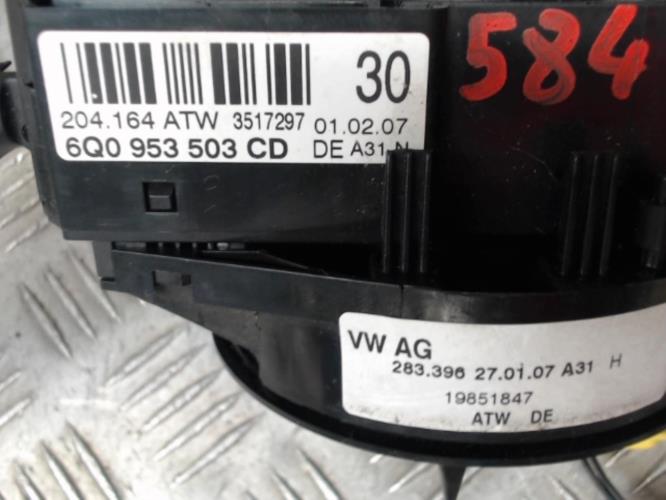 30
584
204.164 ATW 3517297 01.02.07
6Q0 953 503 CD DE A31 N
VW AG
283.396 27.01.07 A31 H
19851847
ATW DE